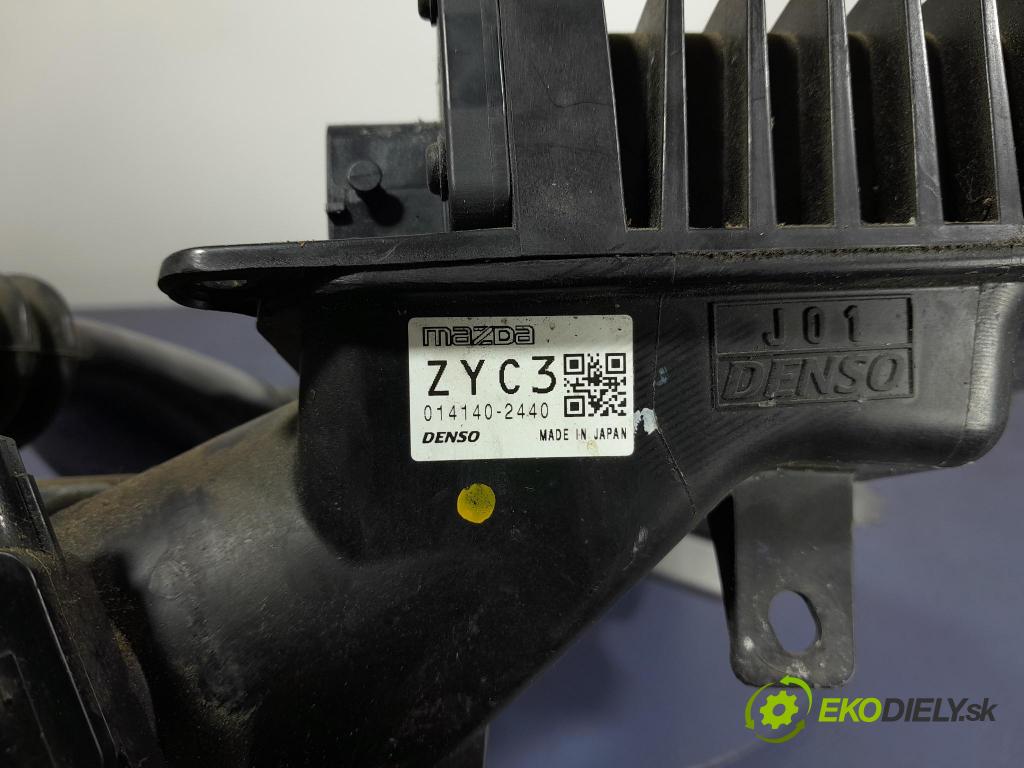 mazda
ZYC3
014140-2440
DENSO MADE IN JAPAN
J01
DENSO
EKODIELY.sk